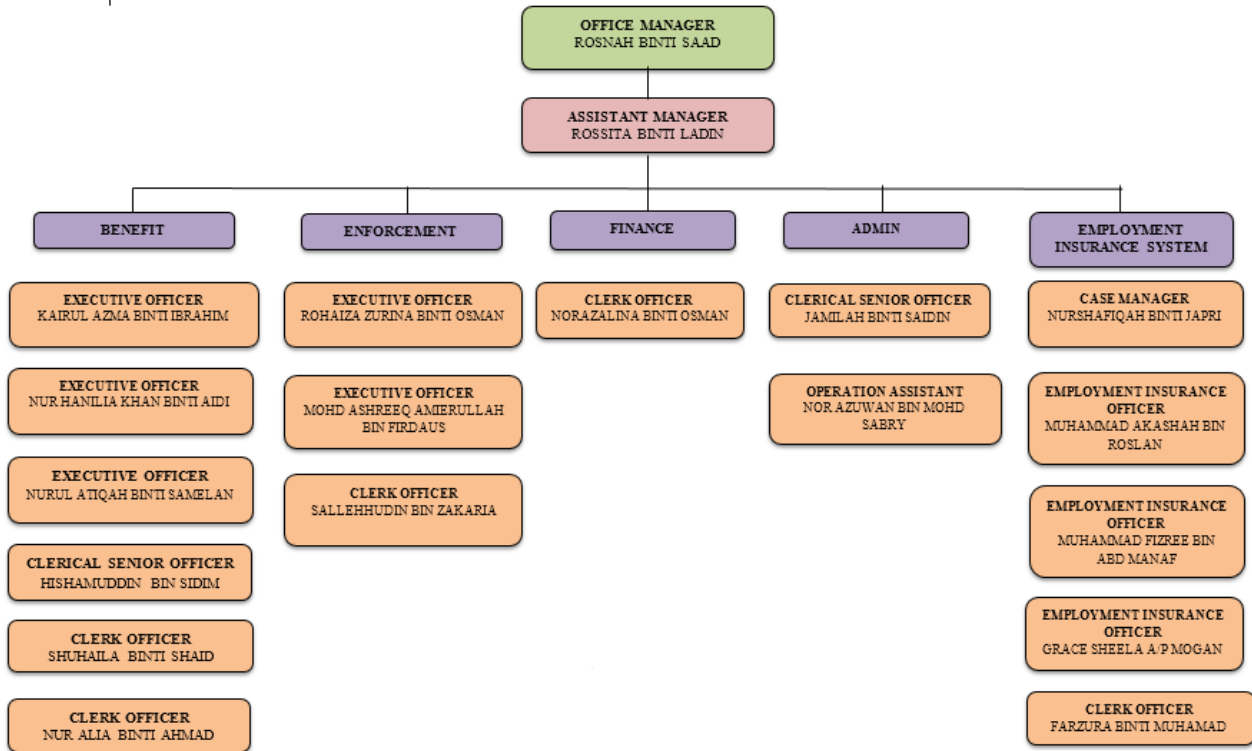 OFFICE MANAGER
ROSNAH BINTI SAAD
ASSISTANT MANAGER
ROSSITA BINTI LADIN
BENEFIT
EXECUTIVE OFFICER
KAIRUL AZMA BINTI IBRAHIM
EXECUTIVE OFFICER
NUR HANILIA KHAN BINTI AIDI
EXECUTIVE OFFICER
NURUL ATIQAH BINTI SAMELAN
CLERICAL SENIOR OFFICER
HISHAMUDDIN BIN SIDIM
CLERK OFFICER
SHUHAILA BINTI SHAID
CLERK OFFICER
NUR ALIA BINTI AHMAD
ENFORCEMENT
EXECUTIVE OFFICER
ROHAIZA ZURINA BINTI OSMAN
EXECUTIVE OFFICER
MOHD ASHREEQ AMIERULLAH
BIN FIRDAUS
CLERK OFFICER
SALLEHHUDIN BIN ZAKARIA
FINANCE
CLERK OFFICER
NORAZALINA BINTI OSMAN
ADMIN
CLERICAL SENIOR OFFICER
JAMILAH BINTI SAIDIN
OPERATION ASSISTANT
NOR AZUWAN BIN MOHD
SABRY
EMPLOYMENT
INSURANCE SYSTEM
CASE MANAGER
NURSHAFIQAH BINTI JAPRI
EMPLOYMENT INSURANCE
OFFICER
MUHAMMAD AKASHAH BIN
ROSLAN
EMPLOYMENT INSURANCE
OFFICER
MUHAMMAD FIZREE BIN
ABD MANAF
EMPLOYMENT INSURANCE
OFFICER
GRACE SHEELA A/P MOGAN
CLERK OFFICER
FARZURA BINTI MUHAMAD